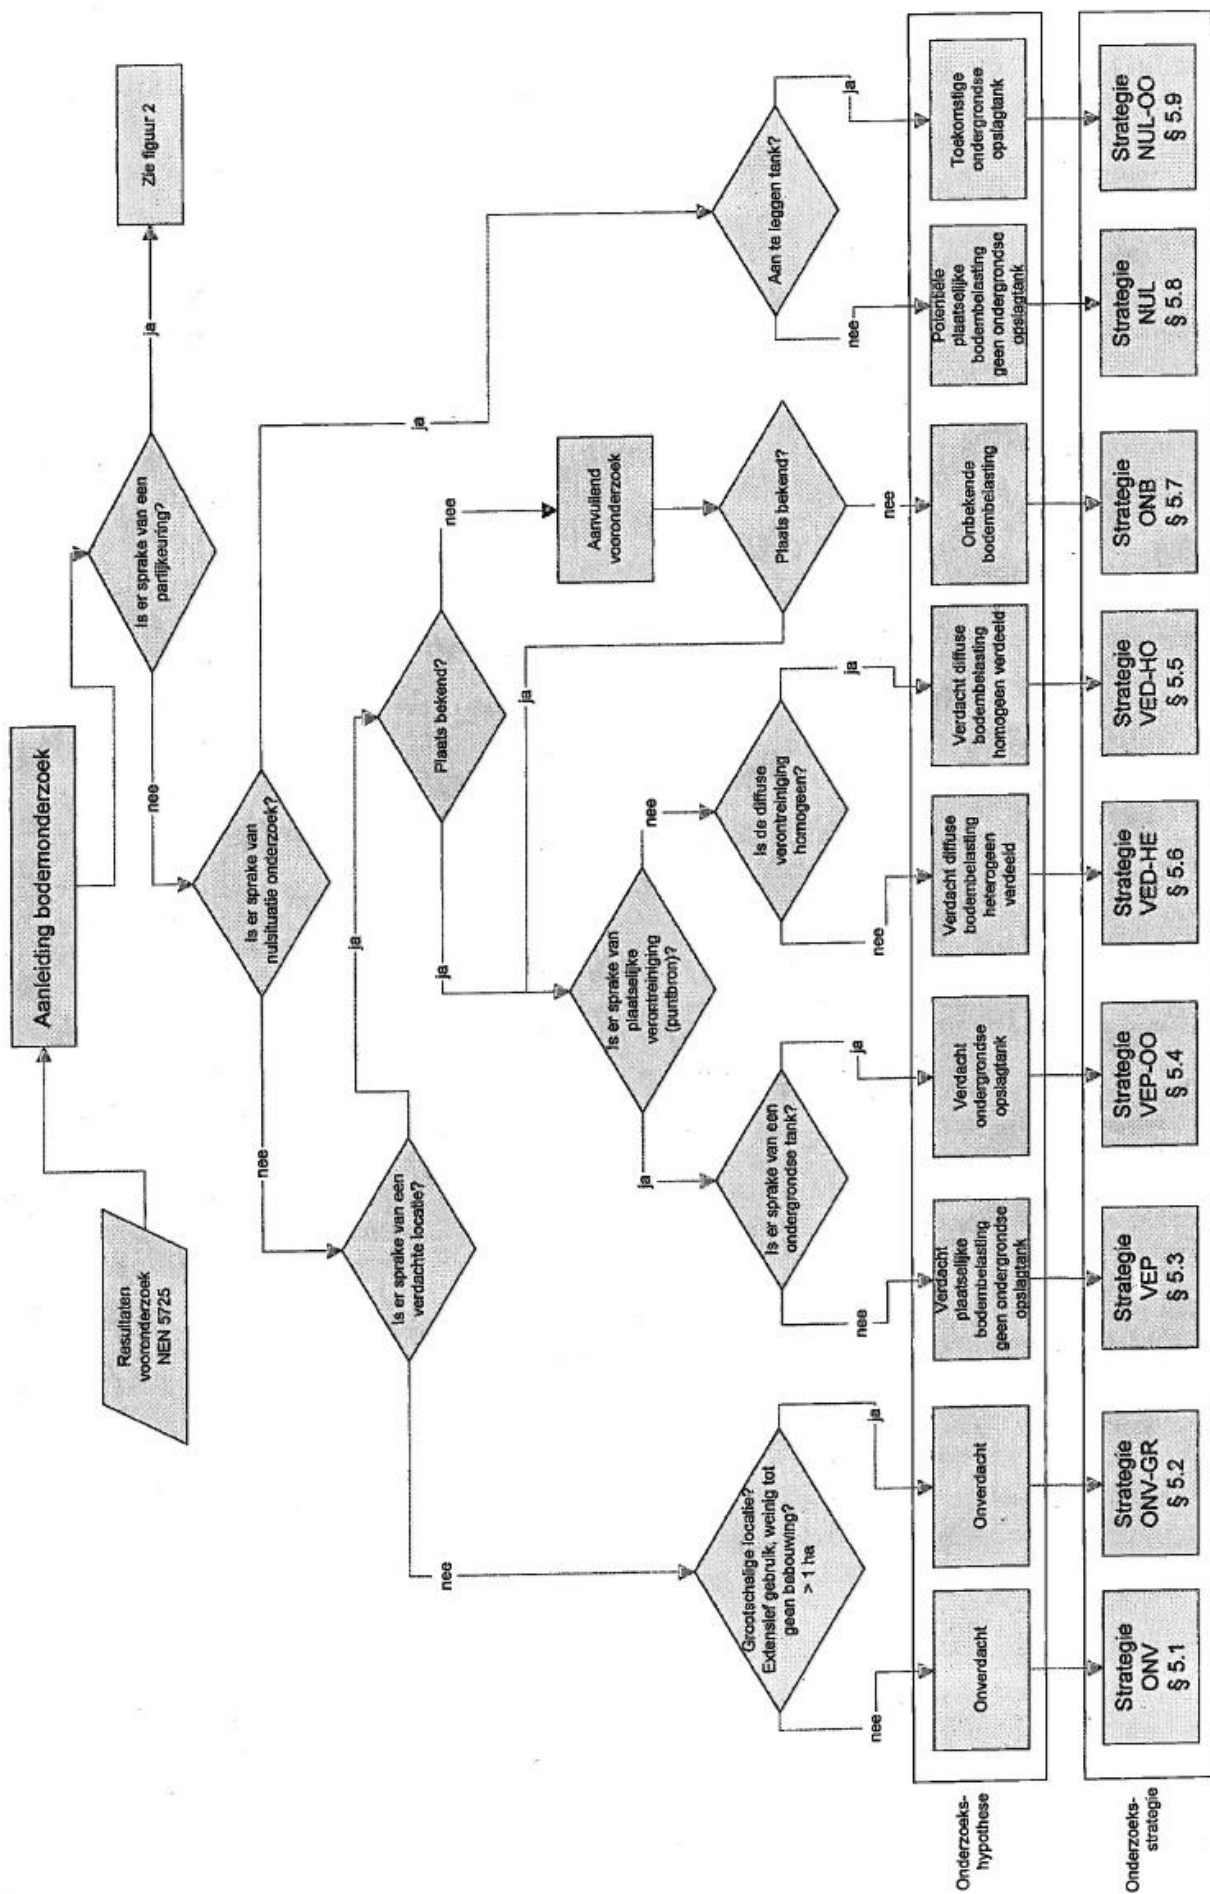 Resultaten
vooronderzoek
NEN 5725
Aanleiding bodemonderzoek
Is er sprake van een
partijkeuring?
ja
Zie figuur 2
nee
Is er sprake van
nulsituatie onderzoek?
nee
ja
Is er sprake van een
verdachte locatie?
ja
nee
Plaats bekend?
ja
nee
Aanvullend
vooronderzoek
Plaats bekend?
ja
nee
Is er sprake van
plaatselijke
verontreiniging
(puntbron)?
ja
nee
Grootschalige locatie?
Extensief gebruik, weinig tot
geen bebouwing?
> 1 ha
nee
ja
Is er sprake van een
ondergrondse tank?
nee
ja
Is de diffuse
verontreiniging
homogeen?
nee
ja
Aan te leggen tank?
nee
ja
Onderzoeks-
hypothese
Onverdacht
Onverdacht
Verdacht
plaatselijke
bodembelasting
geen ondergrondse
opslagtank
Verdacht
ondergrondse
opslagtank
Verdacht diffuse
bodembelasting
heterogeen
verdeeld
Verdacht diffuse
bodembelasting
homogeen verdeeld
Onbekende
bodembelasting
Potentiële
plaatselijke
bodembelasting
geen ondergrondse
opslagtank
Toekomstige
ondergrondse
opslagtank
Onderzoeks-
strategie
Strategie
ONV
§ 5.1
Strategie
ONV-GR
§ 5.2
Strategie
VEP
§ 5.3
Strategie
VEP-OO
§ 5.4
Strategie
VED-HE
§ 5.6
Strategie
VED-HO
§ 5.5
Strategie
ONB
§ 5.7
Strategie
NUL
§ 5.8
Strategie
NUL-OO
§ 5.9